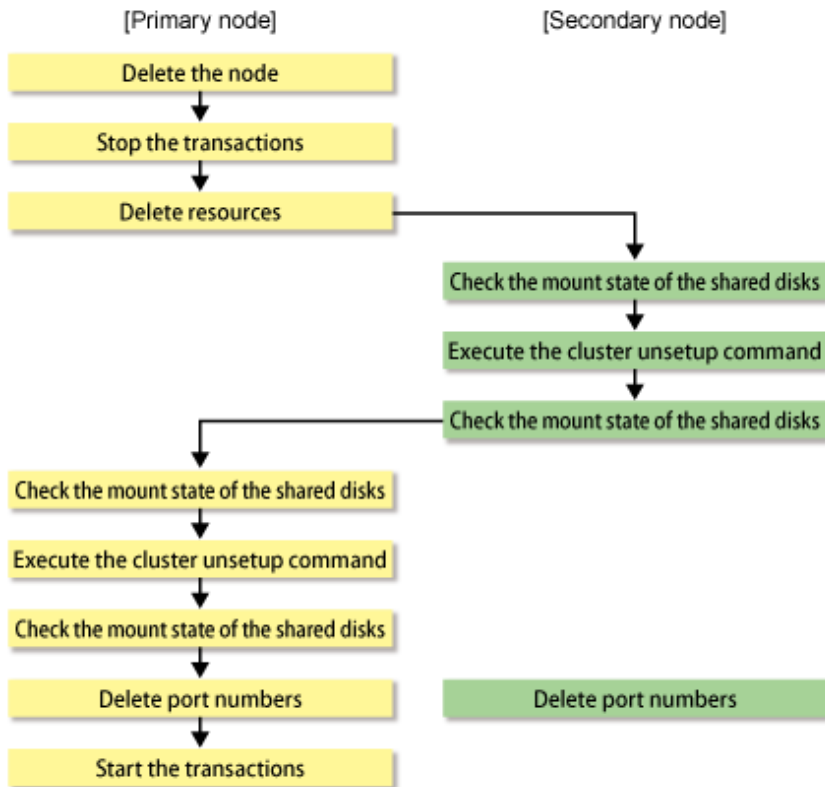 [Primary node]
[Secondary node]
Delete the node
Stop the transactions
Delete resources
Check the mount state of the shared disks
Execute the cluster unsetup command
Check the mount state of the shared disks
Check the mount state of the shared disks
Execute the cluster unsetup command
Check the mount state of the shared disks
Delete port numbers
Delete port numbers
Start the transactions